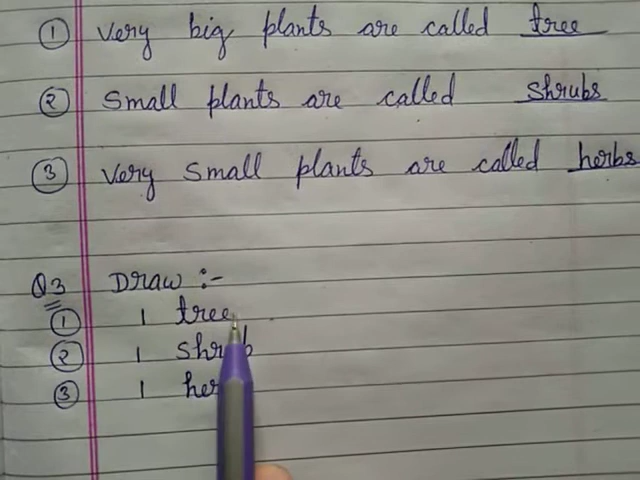 ① Very big plants are called tree
② Small plants are called shrubs
③ Very small plants are called herbs
Q3 Draw :-
① 1 tree
② 1 shrub
③ 1